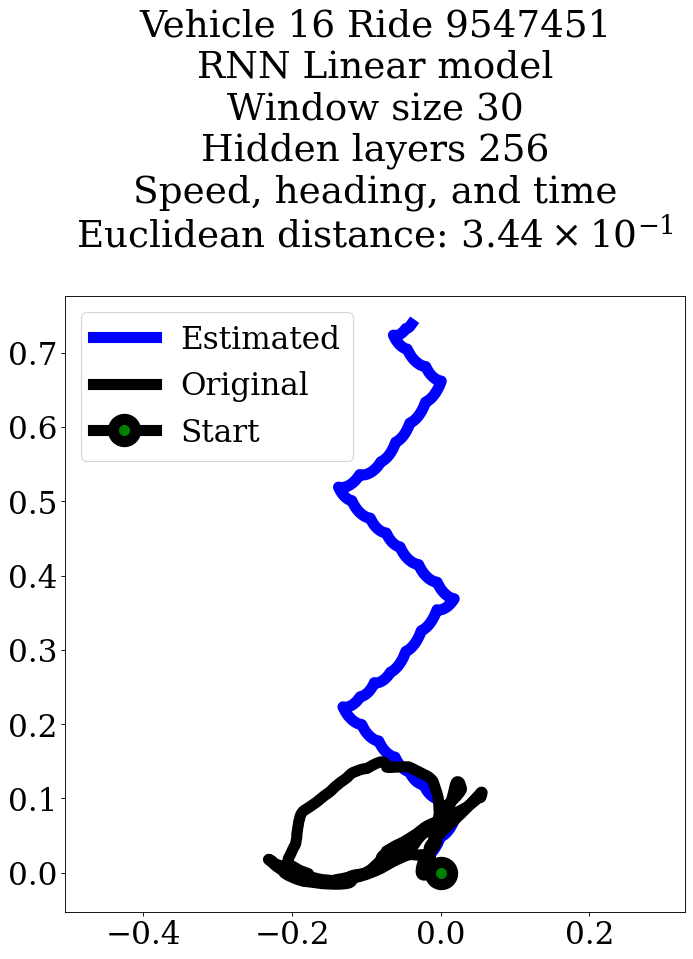 Vehicle 16 Ride 9547451
RNN Linear model
Window size 30
Hidden layers 256
Speed, heading, and time
Euclidean distance: 3.44 × 10⁻¹
Estimated
Original
Start
0.7
0.6
0.5
0.4
0.3
0.2
0.1
0.0
−0.4 −0.2 0.0 0.2